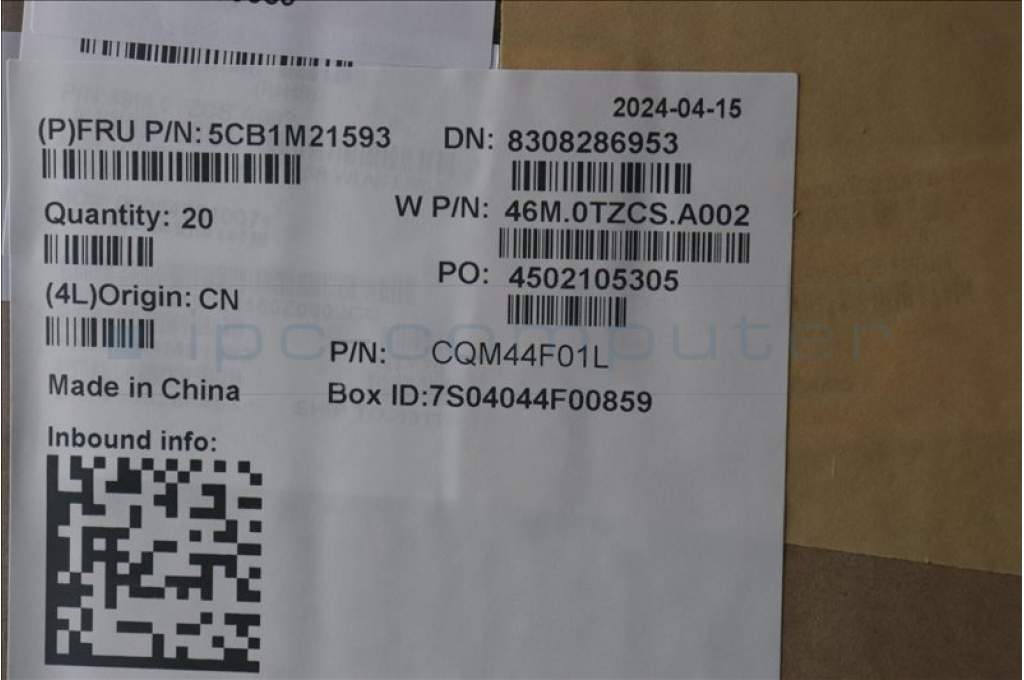 2024-04-15
(P)FRU P/N: 5CB1M21593
DN: 8308286953
Quantity: 20
W P/N: 46M.0TZCS.A002
PO: 4502105305
(4L)Origin: CN
ipc-computer
P/N: CQM44F01L
Made in China
Box ID:7S04044F00859
Inbound info: